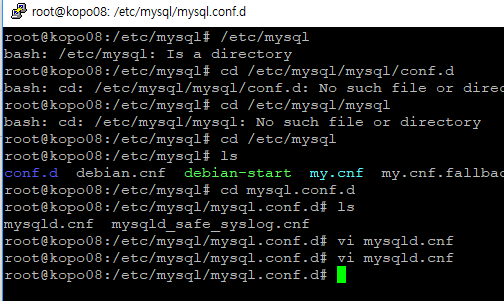 root@kopo08: /etc/mysql/mysql.conf.d
root@kopo08:/etc/mysql# /etc/mysql
bash: /etc/mysql: Is a directory
root@kopo08:/etc/mysql# cd /etc/mysql/mysql/conf.d
bash: cd: /etc/mysql/mysql/conf.d: No such file or direc
root@kopo08:/etc/mysql# cd /etc/mysql/mysql
bash: cd: /etc/mysql/mysql: No such file or directory
root@kopo08:/etc/mysql# cd /etc/mysql
root@kopo08:/etc/mysql# ls
conf.d  debian.cnf  debian-start  my.cnf  my.cnf.fallbac
root@kopo08:/etc/mysql# cd mysql.conf.d
root@kopo08:/etc/mysql/mysql.conf.d# ls
mysqld.cnf  mysqld_safe_syslog.cnf
root@kopo08:/etc/mysql/mysql.conf.d# vi mysqld.cnf
root@kopo08:/etc/mysql/mysql.conf.d# vi mysqld.cnf
root@kopo08:/etc/mysql/mysql.conf.d#